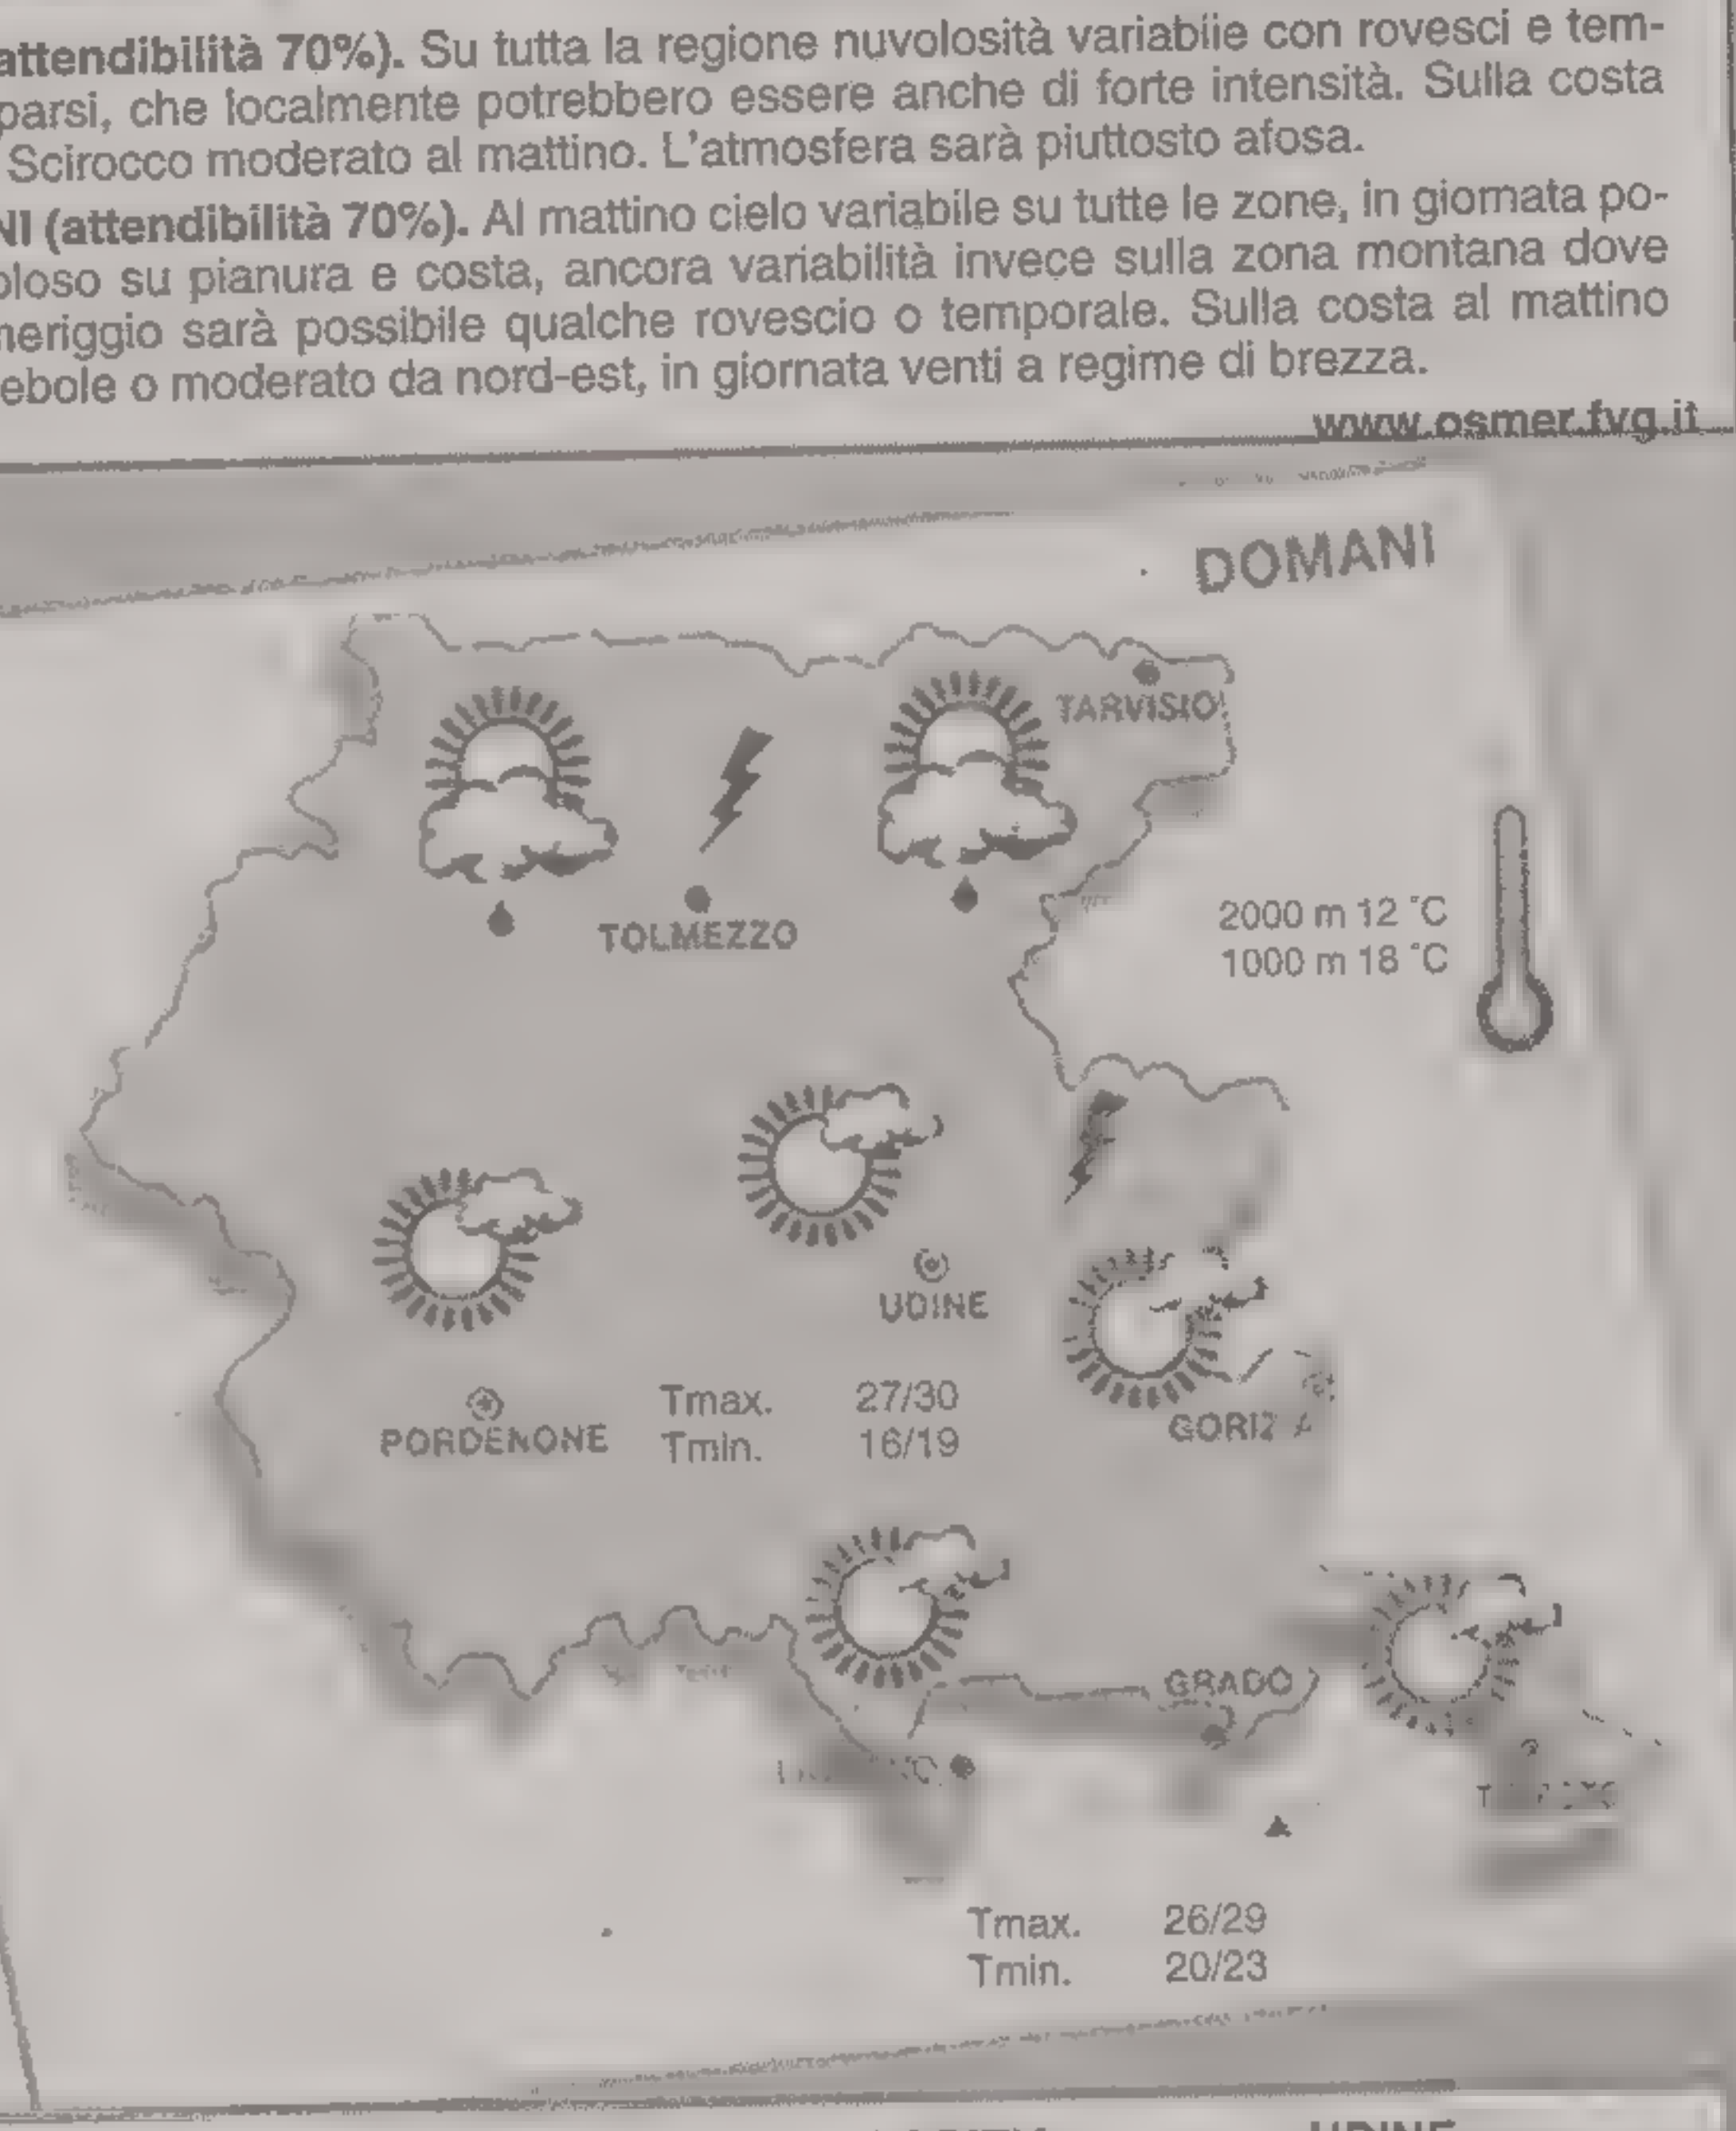 attendibilità 70%). Su tutta la regione nuvolosità variabile con rovesci e tem-
parsi, che localmente potrebbero essere anche di forte intensità. Sulla costa
Scirocco moderato al mattino. L'atmosfera sarà piuttosto afosa.
NI (attendibilità 70%). Al mattino cielo variabile su tutte le zone, in giornata po-
oloso su pianura e costa, ancora variabilità invece sulla zona montana dove
meriggio sarà possibile qualche rovescio o temporale. Sulla costa al mattino
ebole o moderato da nord-est, in giornata venti a regime di brezza.
www.osmer.fvg.it
DOMANI
TARVISIO
2000 m 12 °C
TOLMEZZO
1000 m 18 °C
UDINE
Tmax. 27/30
GORIZ A
PORDENONE
Tmin. 16/19
GRADO
Tmax. 26/29
Tmin. 20/23
UDINE